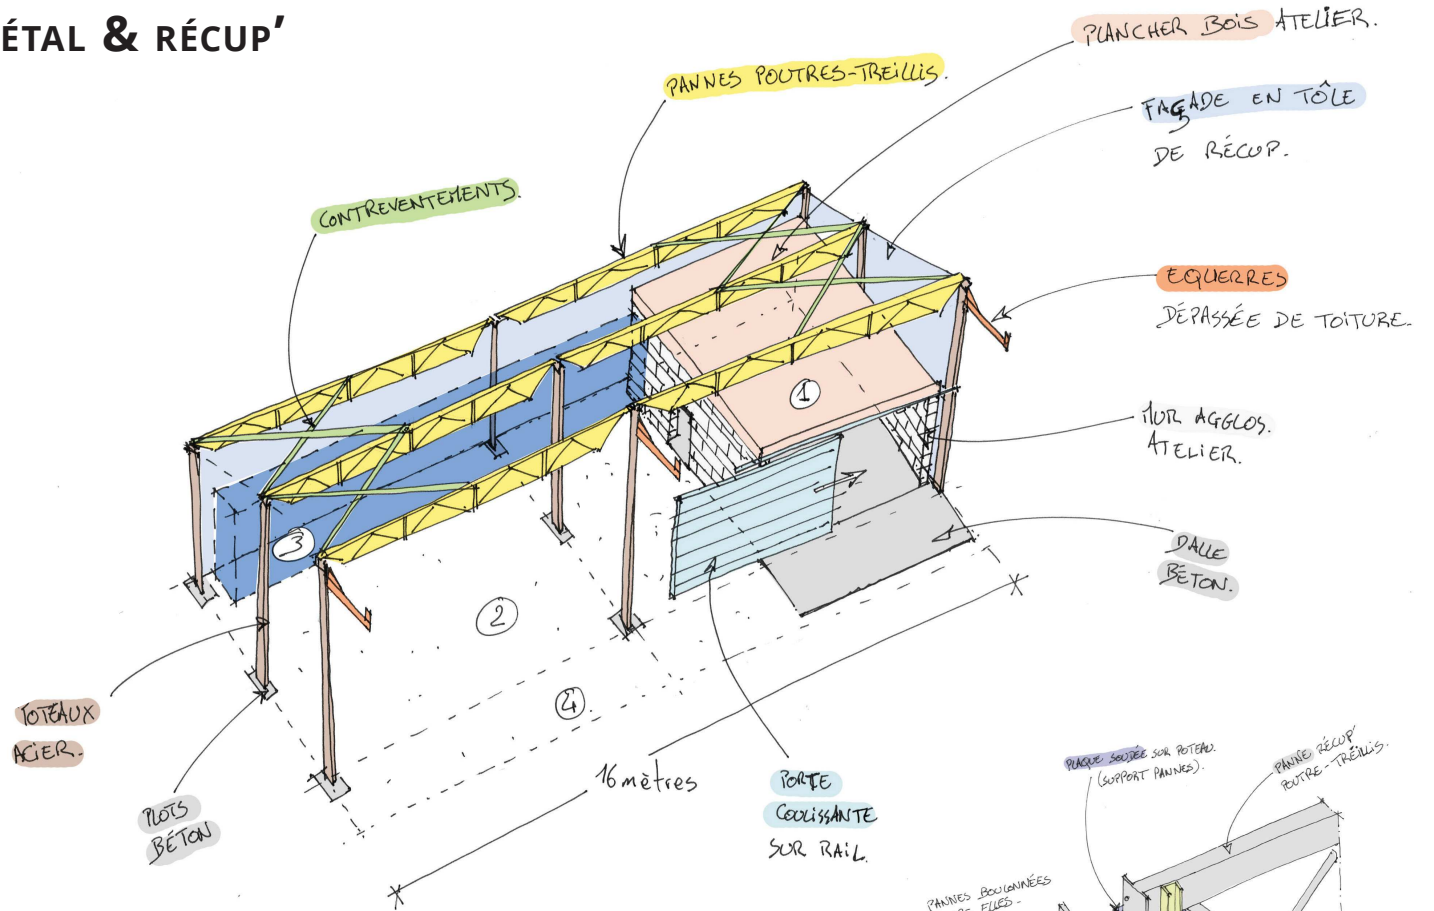 ÉTAL & RÉCUP'
PLANCHER BOIS ATELIER.
PANNES POUTRES-TREILLIS.
FAÇADE EN TÔLE
DE RÉCUP.
CONTREVENTEMENTS.
EQUERRES
DÉPASSÉE DE TOITURE.
1
MUR AGGLOS.
ATELIER.
3
DALLE
BÉTON.
2
4
POTEAUX
ACIER.
16 mètres
PLOTS
BÉTON
PORTE
COULISSANTE
SUR RAIL.
PLAQUE SOUDÉE SUR POTEAU.
(SUPPORT PANNES).
PANNE RÉCUP'
POUTRE-TREILLIS.
PANNES BOULONNÉES
ELLES-